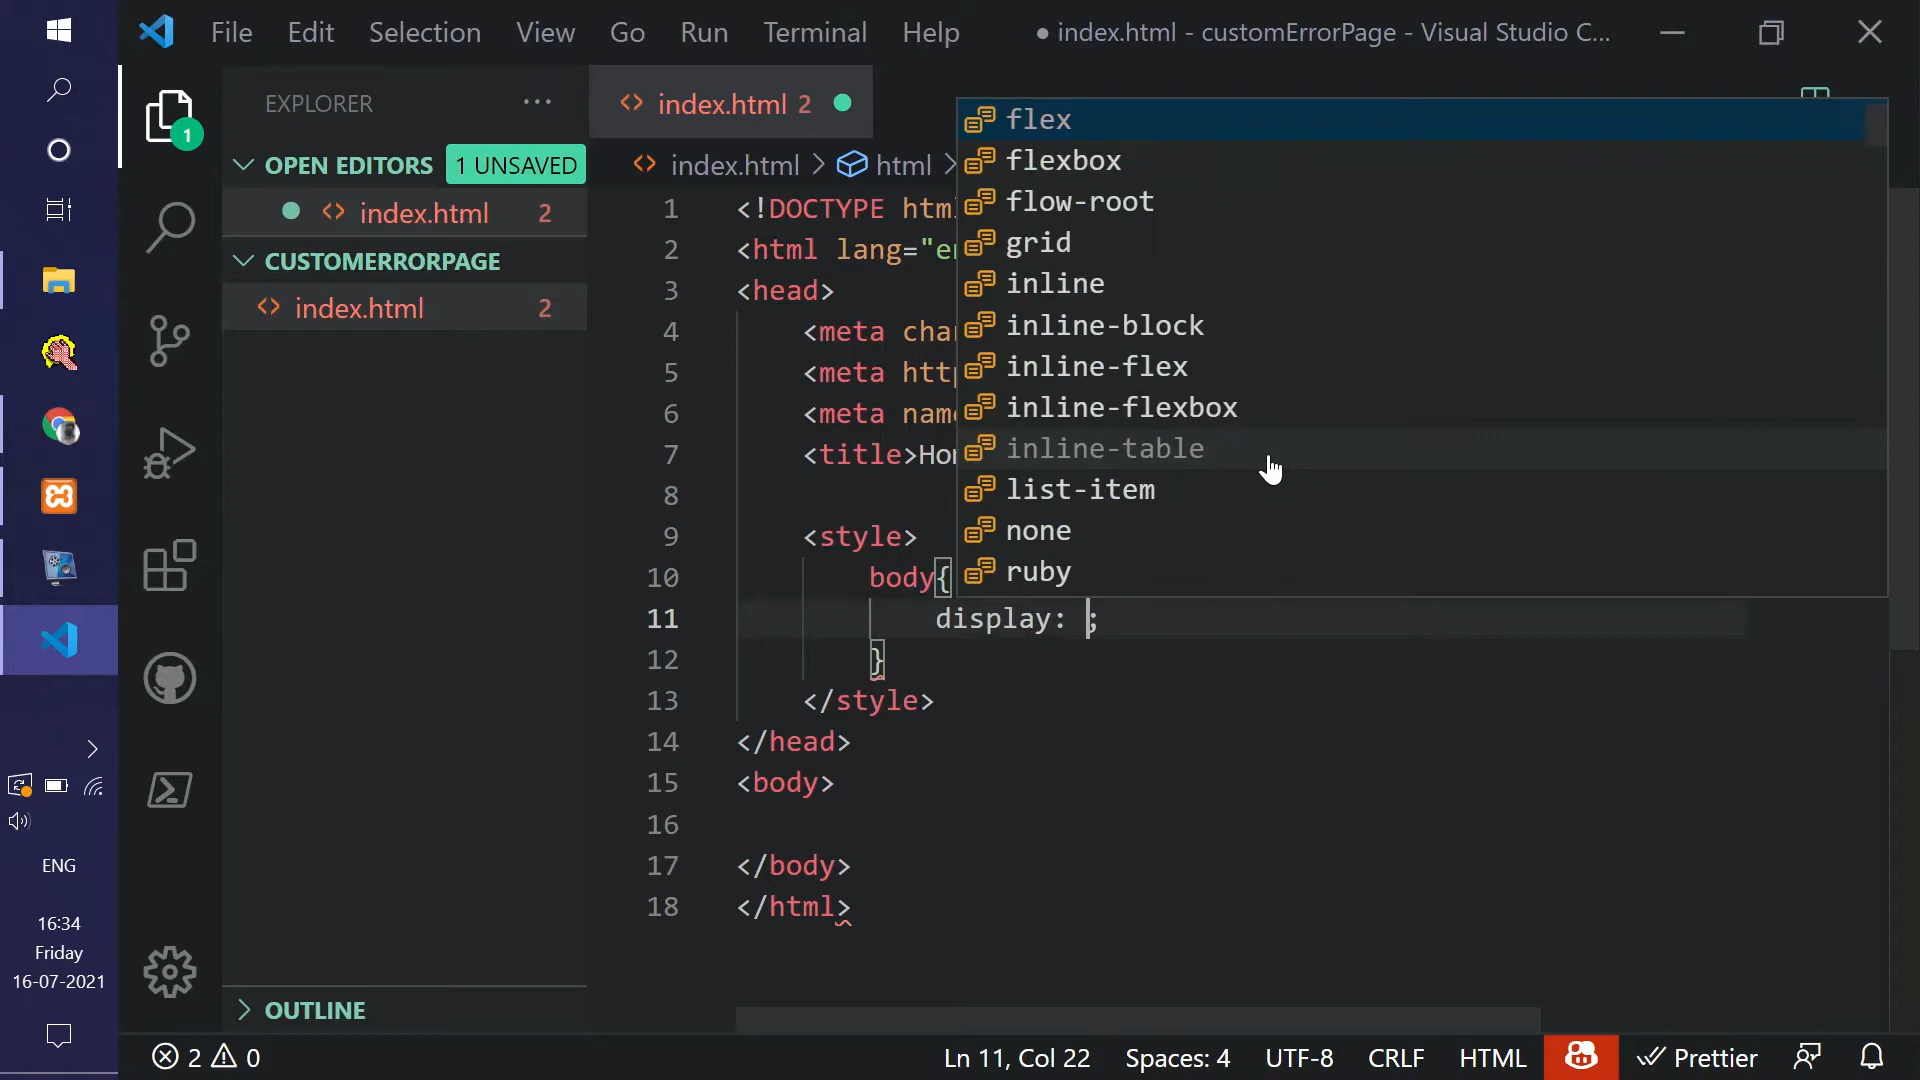 File Edit Selection View Go Run Terminal Help ● index.html - customErrorPage - Visual Studio C...
EXPLORER ...
1
OPEN EDITORS 1 UNSAVED
index.html 2
CUSTOMERRORPAGE
index.html 2
OUTLINE
index.html 2
index.html > html >
1 <!DOCTYPE htm
2 <html lang="en
3 <head>
4 <meta cha
5 <meta http
6 <meta name
7 <title>Hom
8
9 <style>
10 body{
11 display: ;
12 }
13 </style>
14 </head>
15 <body>
16
17 </body>
18 </html>
flex
flexbox
flow-root
grid
inline
inline-block
inline-flex
inline-flexbox
inline-table
list-item
none
ruby
ENG
16:34
Friday
16-07-2021
2 0 Ln 11, Col 22 Spaces: 4 UTF-8 CRLF HTML Prettier